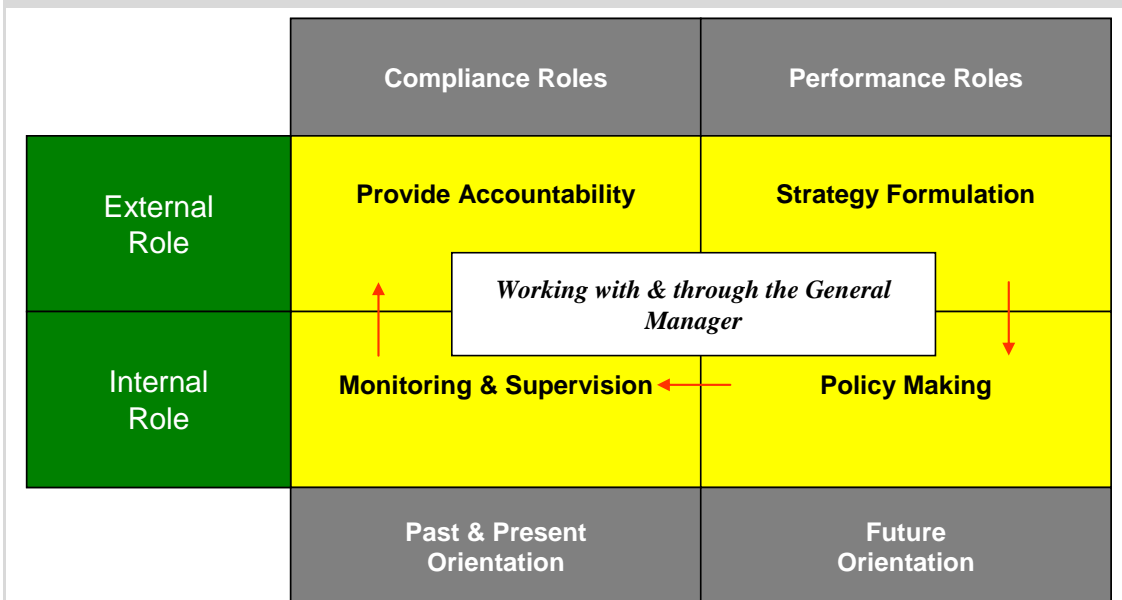 Compliance Roles
Performance Roles
External
Role
Provide Accountability
Strategy Formulation
Working with & through the General
Manager
Internal
Role
Monitoring & Supervision
Policy Making
Past & Present
Orientation
Future
Orientation